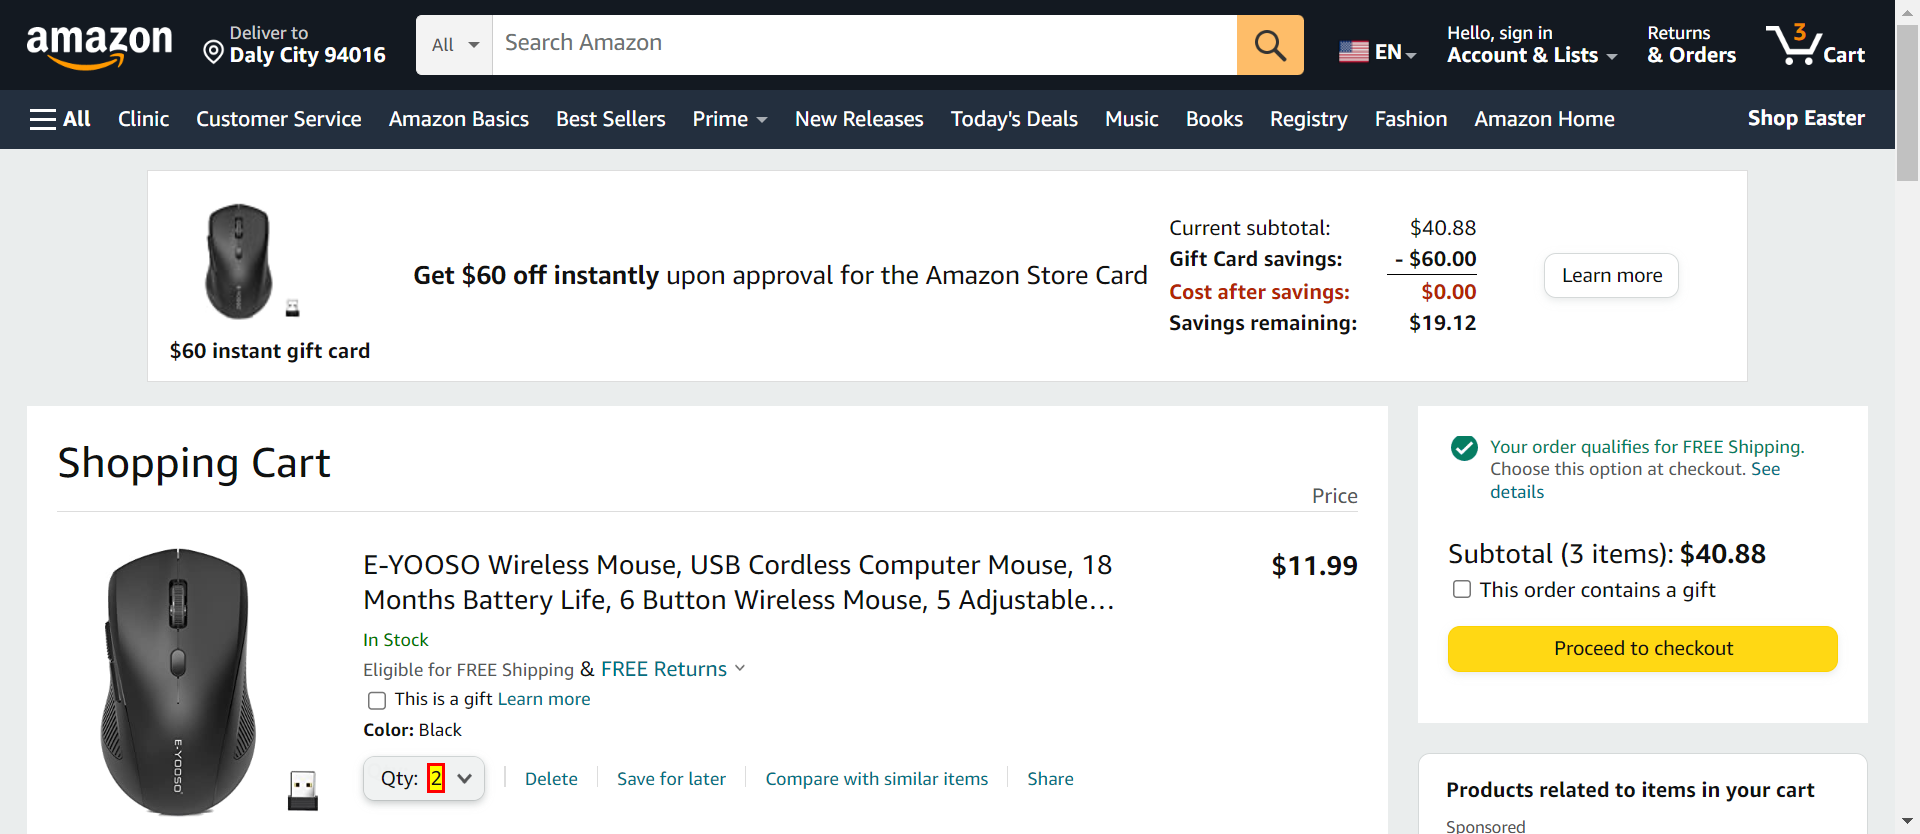 amazon
Deliver to
Daly City 94016
All
Search Amazon
EN
Hello, sign in
Account & Lists
Returns
& Orders
3
Cart
All
Clinic
Customer Service
Amazon Basics
Best Sellers
Prime
New Releases
Today's Deals
Music
Books
Registry
Fashion
Amazon Home
Shop Easter
$60 instant gift card
Get $60 off instantly upon approval for the Amazon Store Card
Current subtotal: $40.88
Gift Card savings: - $60.00
Cost after savings: $0.00
Savings remaining: $19.12
Learn more
Shopping Cart
Price
E-YOOSO Wireless Mouse, USB Cordless Computer Mouse, 18
Months Battery Life, 6 Button Wireless Mouse, 5 Adjustable…
$11.99
In Stock
Eligible for FREE Shipping & FREE Returns
This is a gift Learn more
Color: Black
Qty: 2
Delete
Save for later
Compare with similar items
Share
E-YOOSO
Your order qualifies for FREE Shipping.
Choose this option at checkout. See
details
Subtotal (3 items): $40.88
This order contains a gift
Proceed to checkout
Products related to items in your cart
Sponsored